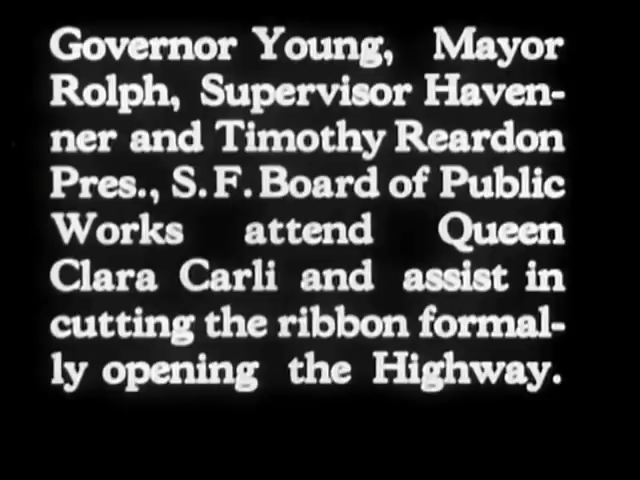 Governor Young, Mayor
Rolph, Supervisor Haven-
ner and Timothy Reardon
Pres., S.F. Board of Public
Works attend Queen
Clara Carli and assist in
cutting the ribbon formal-
ly opening the Highway.